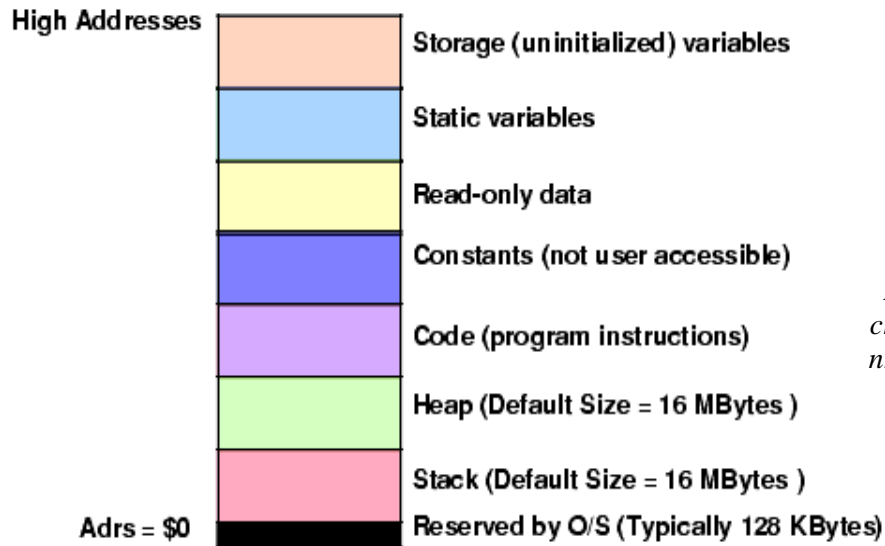 High Addresses
Storage (uninitialized) variables
Static variables
Read-only data
Constants (not user accessible)
Code (program instructions)
Heap (Default Size = 16 MBytes )
Stack (Default Size = 16 MBytes )
Adrs = $0
Reserved by O/S (Typically 128 KBytes)